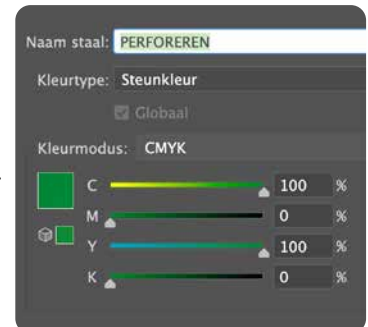 Naam staal: PERFOREREN
Kleurtype: Steunkleur
Globaal
Kleurmodus: CMYK
C 100 %
M 0 %
Y 100 %
K 0 %